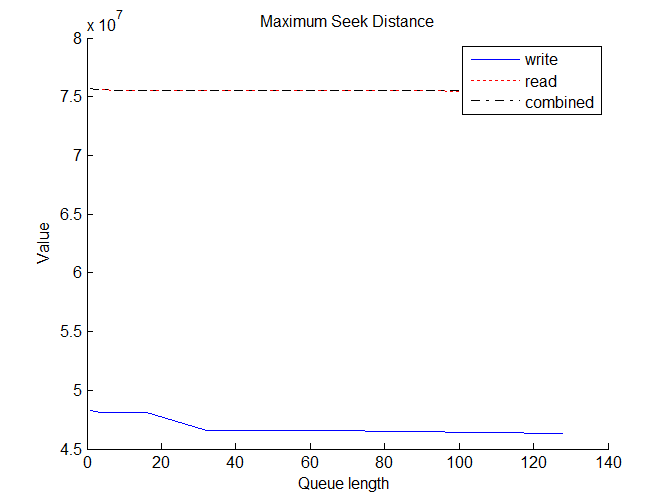 Maximum Seek Distance
x 10^7
8
7.5
7
6.5
6
5.5
5
4.5
Value
0 20 40 60 80 100 120 140
Queue length
write
read
combined